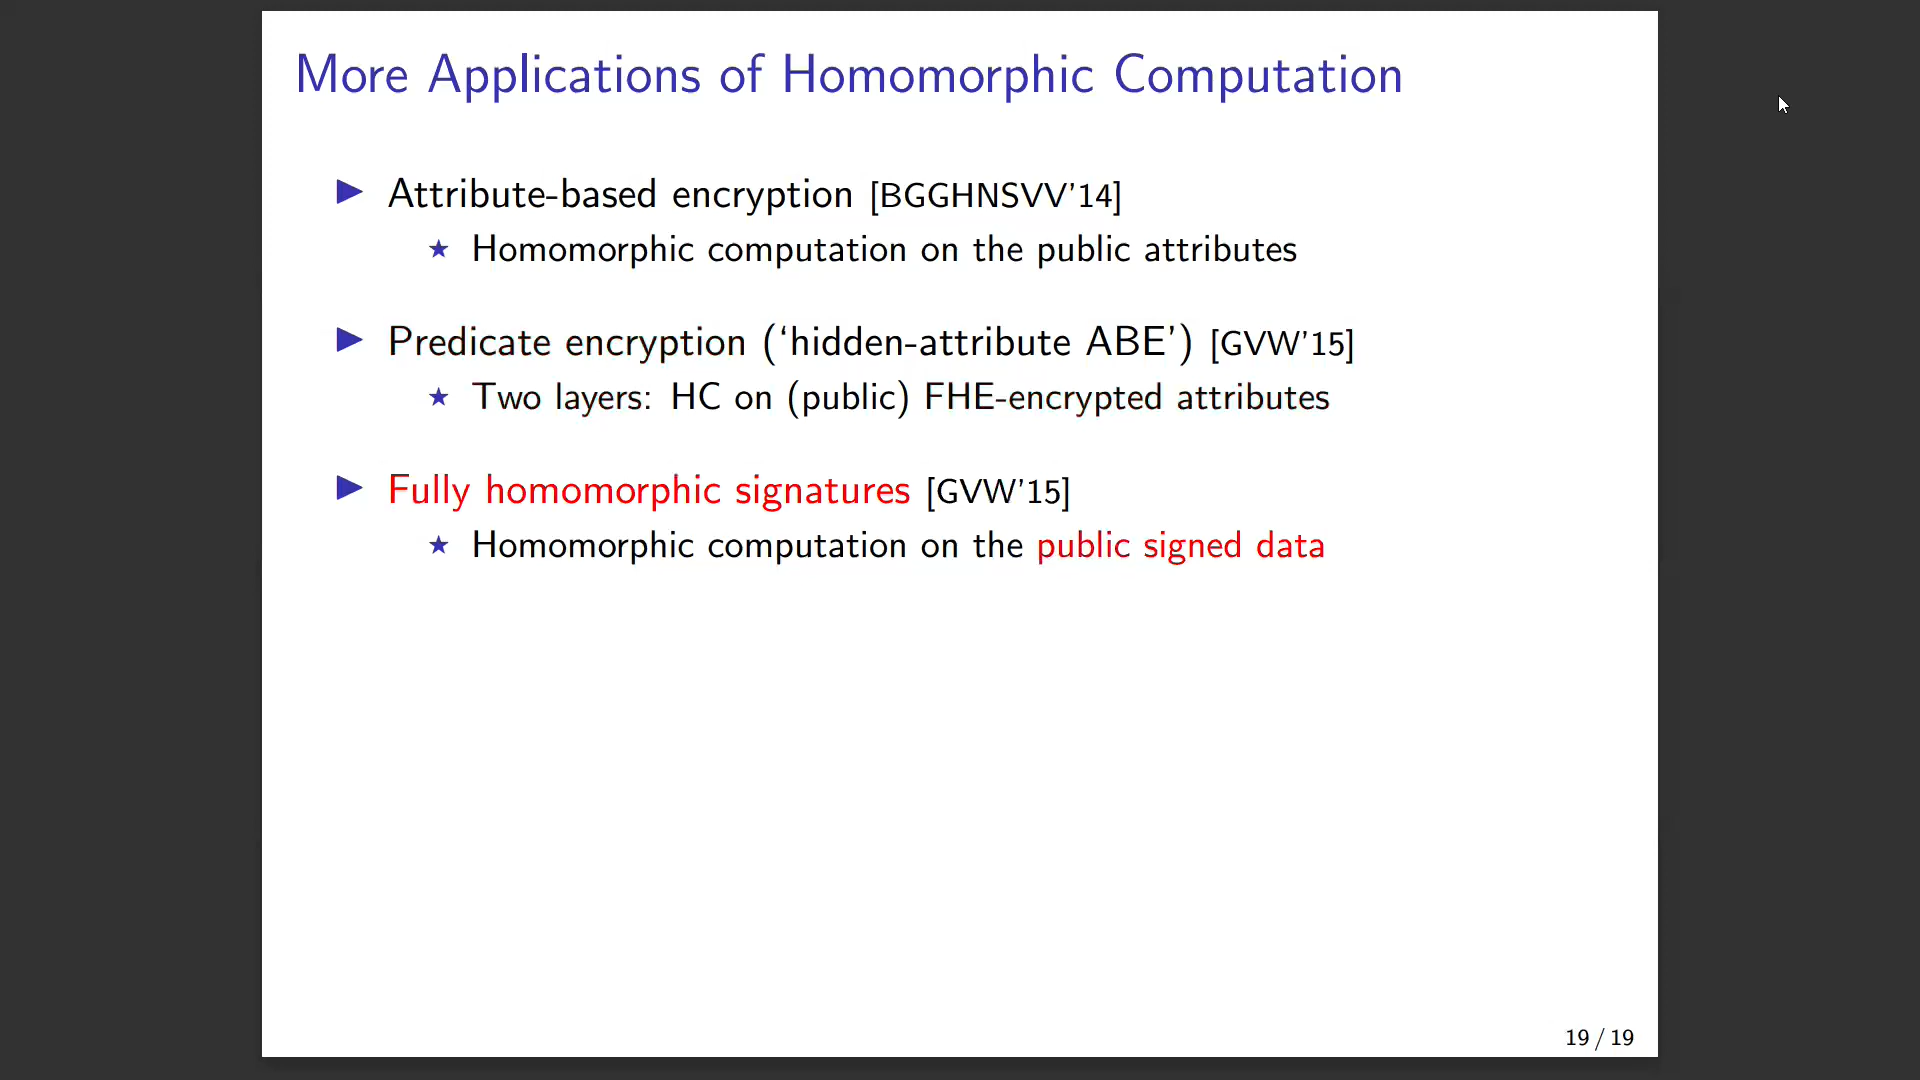 More Applications of Homomorphic Computation
▶ Attribute-based encryption [BGGHNSVV’14]
★ Homomorphic computation on the public attributes
▶ Predicate encryption (‘hidden-attribute ABE’) [GVW’15]
★ Two layers: HC on (public) FHE-encrypted attributes
▶ Fully homomorphic signatures [GVW’15]
★ Homomorphic computation on the public signed data
19 / 19